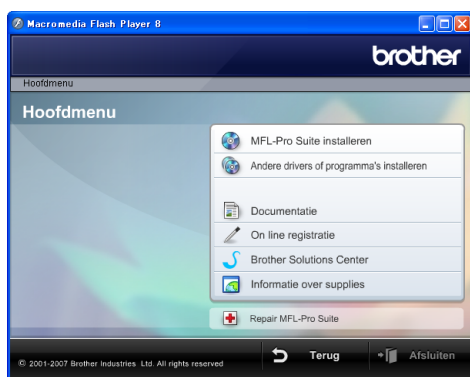 Macromedia Flash Player 8
brother
Hoofdmenu
Hoofdmenu
MFL-Pro Suite installeren
Andere drivers of programma's installeren
Documentatie
On line registratie
Brother Solutions Center
Informatie over supplies
Repair MFL-Pro Suite
© 2001-2007 Brother Industries Ltd. All rights reserved
Terug
Afsluiten